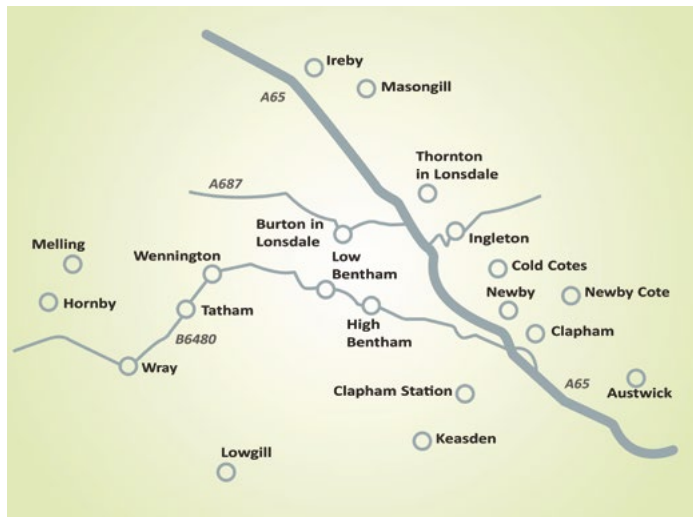 Ireby
A65
Masongill
Thornton
in Lonsdale
A687
Burton in
Lonsdale
Ingleton
Melling
Wennington
Low
Bentham
Cold Cotes
Newby
Newby Cote
Hornby
Tatham
High
Bentham
Clapham
B6480
Wray
Clapham Station
A65
Austwick
Keasden
Lowgill